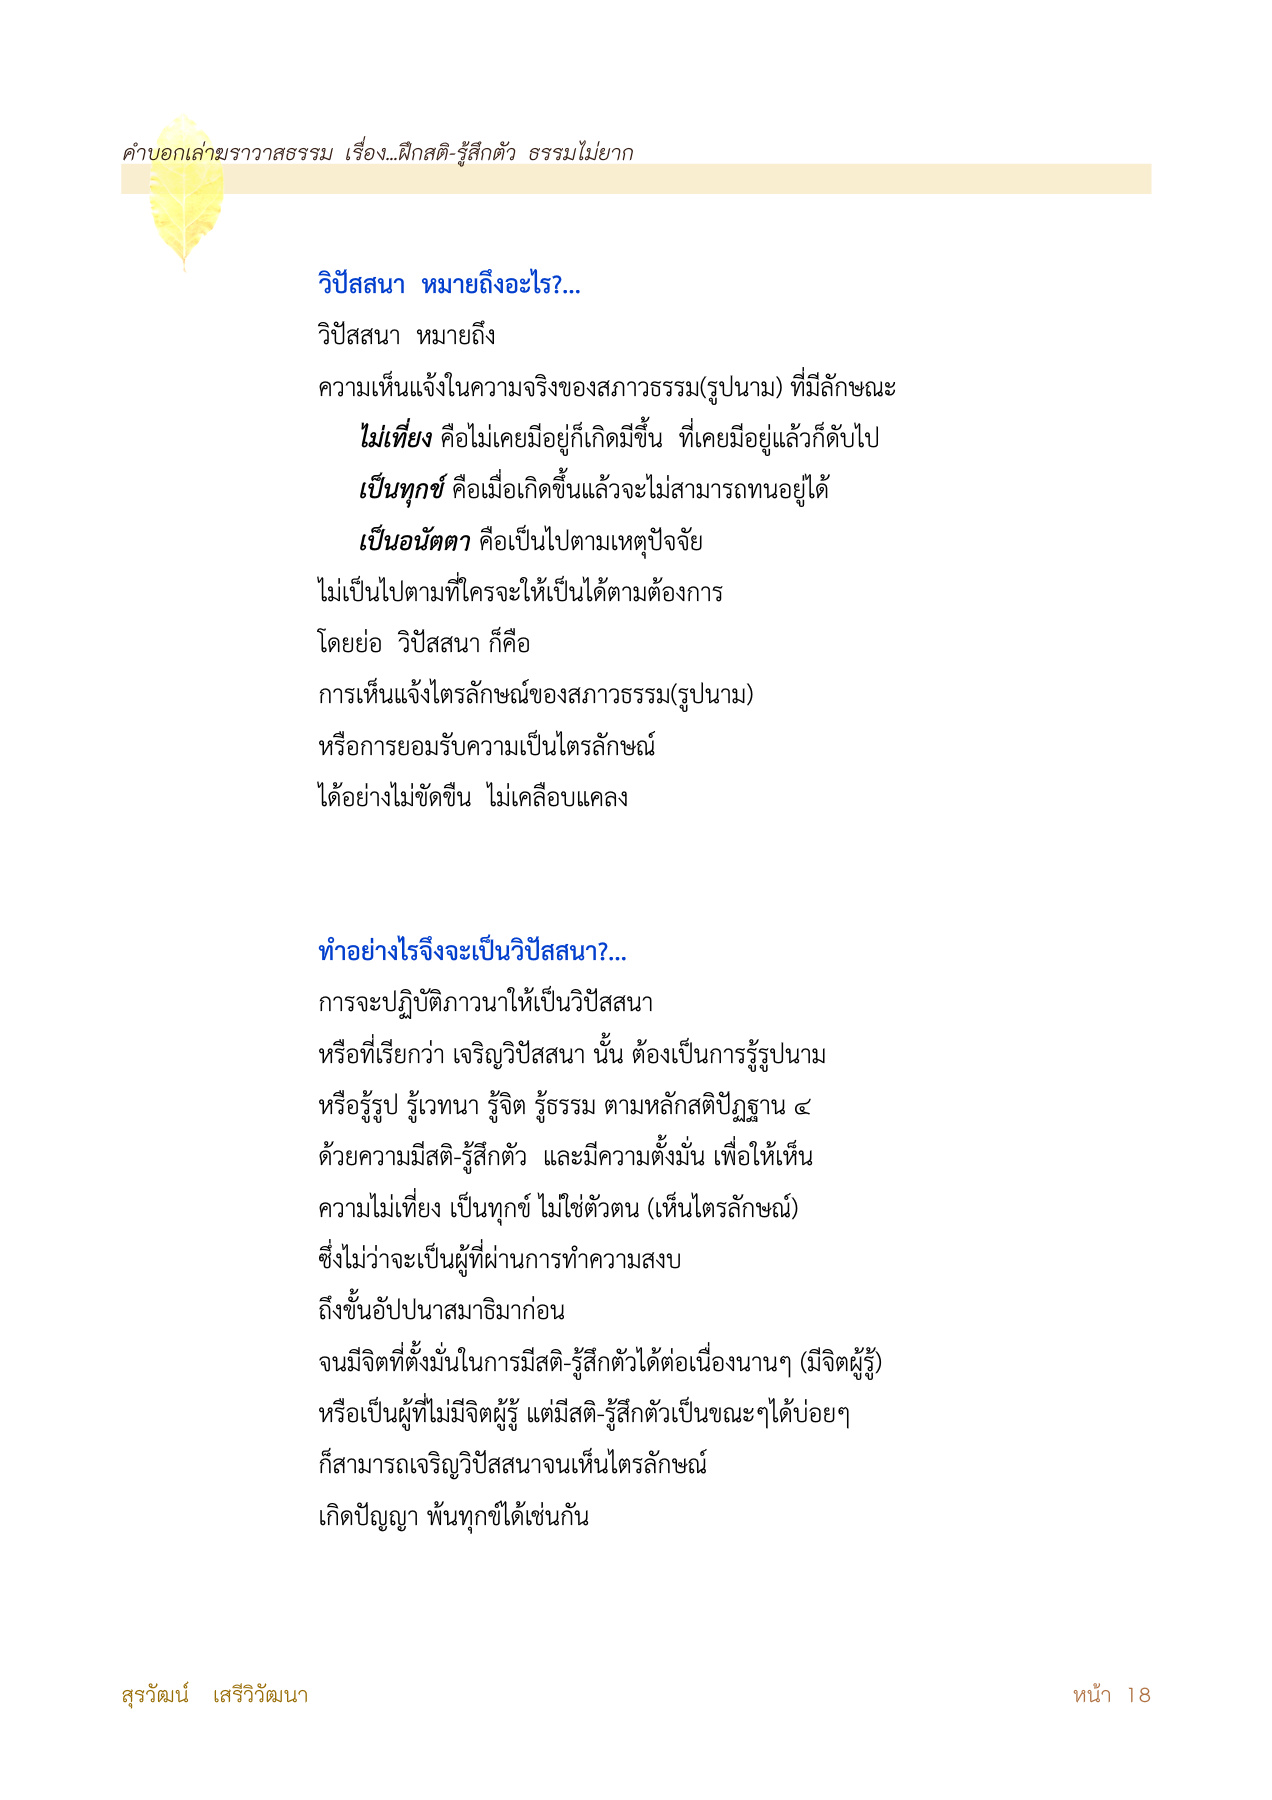 คำบอกเล่าฆราวาสธรรม เรื่อง...ฝึกสติ-รู้สึกตัว ธรรมไม่ยาก
วิปัสสนา หมายถึงอะไร?...
วิปัสสนา หมายถึง
ความเห็นแจ้งในความจริงของสภาวธรรม(รูปนาม) ที่มีลักษณะ
ไม่เที่ยง คือไม่เคยมีอยู่ก็เกิดมีขึ้น ที่เคยมีอยู่แล้วก็ดับไป
เป็นทุกข์ คือเมื่อเกิดขึ้นแล้วจะไม่สามารถทนอยู่ได้
เป็นอนัตตา คือเป็นไปตามเหตุปัจจัย
ไม่เป็นไปตามที่ใครจะให้เป็นได้ตามต้องการ
โดยย่อ วิปัสสนา ก็คือ
การเห็นแจ้งไตรลักษณ์ของสภาวธรรม(รูปนาม)
หรือการยอมรับความเป็นไตรลักษณ์
ได้อย่างไม่ขัดขืน ไม่เคลือบแคลง
ทำอย่างไรจึงจะเป็นวิปัสสนา?...
การจะปฏิบัติภาวนาให้เป็นวิปัสสนา
หรือที่เรียกว่า เจริญวิปัสสนา นั้น ต้องเป็นการรู้รูปนาม
หรือรู้รูป รู้เวทนา รู้จิต รู้ธรรม ตามหลักสติปัฏฐาน ๔
ด้วยความมีสติ-รู้สึกตัว และมีความตั้งมั่น เพื่อให้เห็น
ความไม่เที่ยง เป็นทุกข์ ไม่ใช่ตัวตน (เห็นไตรลักษณ์)
ซึ่งไม่ว่าจะเป็นผู้ที่ผ่านการทำความสงบ
ถึงขั้นอัปปนาสมาธิมาก่อน
จนมีจิตที่ตั้งมั่นในการมีสติ-รู้สึกตัวได้ต่อเนื่องนานๆ (มีจิตผู้รู้)
หรือเป็นผู้ที่ไม่มีจิตผู้รู้ แต่มีสติ-รู้สึกตัวเป็นขณะๆได้บ่อยๆ
ก็สามารถเจริญวิปัสสนาจนเห็นไตรลักษณ์
เกิดปัญญา พ้นทุกข์ได้เช่นกัน
สุรวัฒน์ เสรีวิวัฒนา
หน้า 18